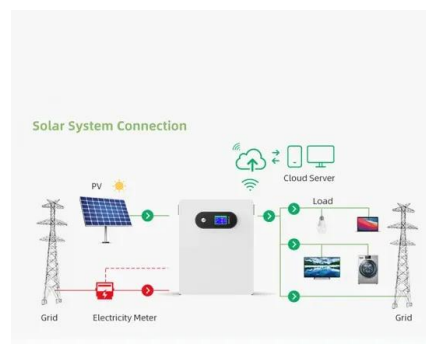 Solar System Connection
Cloud Server
PV
Load
Grid
Electricity Meter
Grid